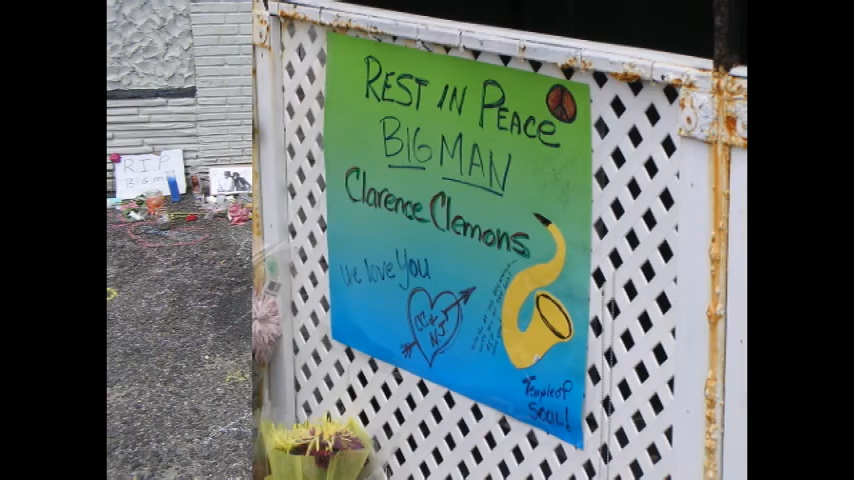 REST IN PEACE
BIG MAN
Clarence Clemons
we love You
Temple of
SOUL!
R.I.P
BIG MAN